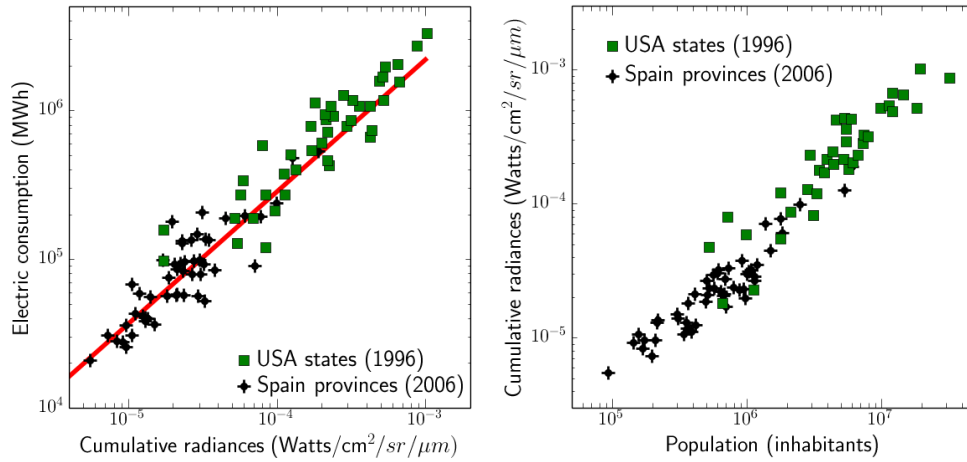 Electric consumption (MWh)
10^6
10^5
10^4
USA states (1996)
Spain provinces (2006)
10^-5
10^-4
10^-3
Cumulative radiances (Watts/cm^2/sr/μm)
Cumulative radiances (Watts/cm^2/sr/μm)
10^-3
10^-4
10^-5
USA states (1996)
Spain provinces (2006)
10^5
10^6
10^7
Population (inhabitants)